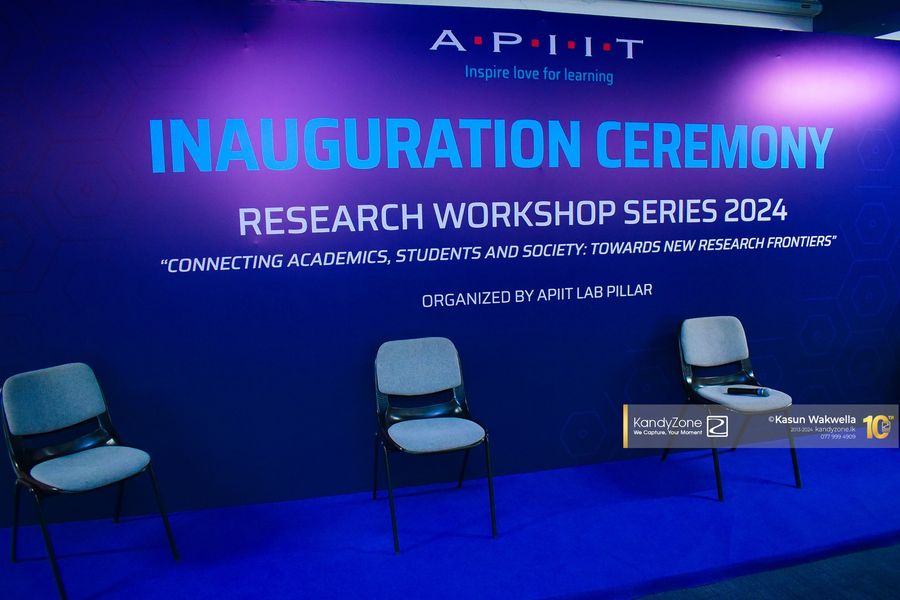 A·P·I·I·T
Inspire love for learning
INAUGURATION CEREMONY
RESEARCH WORKSHOP SERIES 2024
“CONNECTING ACADEMICS, STUDENTS AND SOCIETY: TOWARDS NEW RESEARCH FRONTIERS”
ORGANIZED BY APIIT LAB PILLAR
KandyZone
We Capture, Your Moment
©Kasun Wakwella
2013-2024 kandyzone.lk
077 999 4909
10